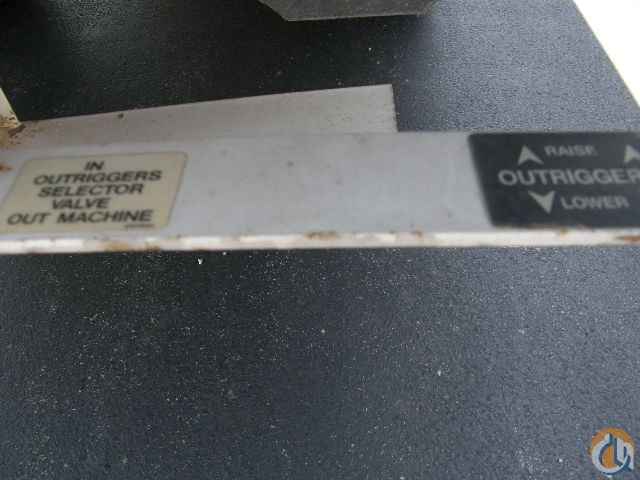 IN
OUTRIGGERS
SELECTOR
VALVE
OUT MACHINE
RAISE
OUTRIGGER
LOWER